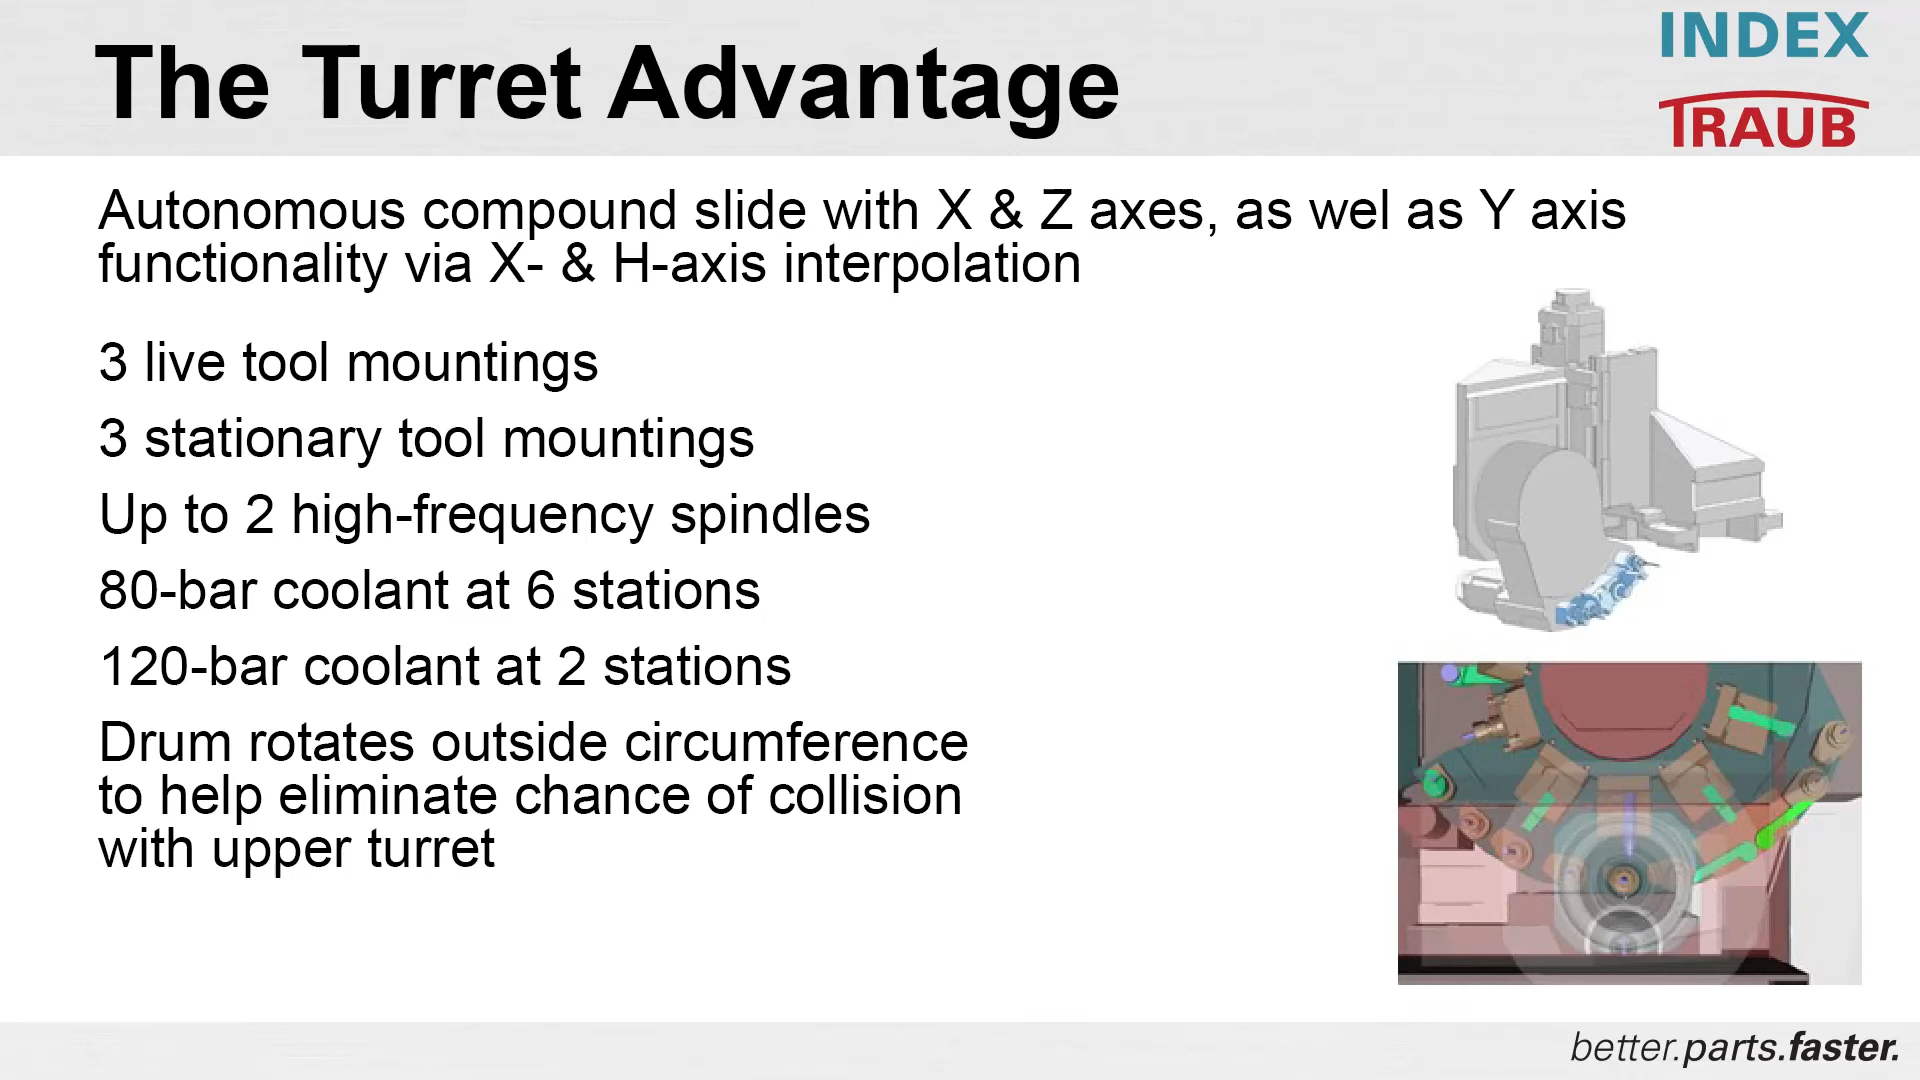 The Turret Advantage
INDEX
TRAUB
Autonomous compound slide with X & Z axes, as wel as Y axis
functionality via X- & H-axis interpolation
3 live tool mountings
3 stationary tool mountings
Up to 2 high-frequency spindles
80-bar coolant at 6 stations
120-bar coolant at 2 stations
Drum rotates outside circumference
to help eliminate chance of collision
with upper turret
better.parts.faster.